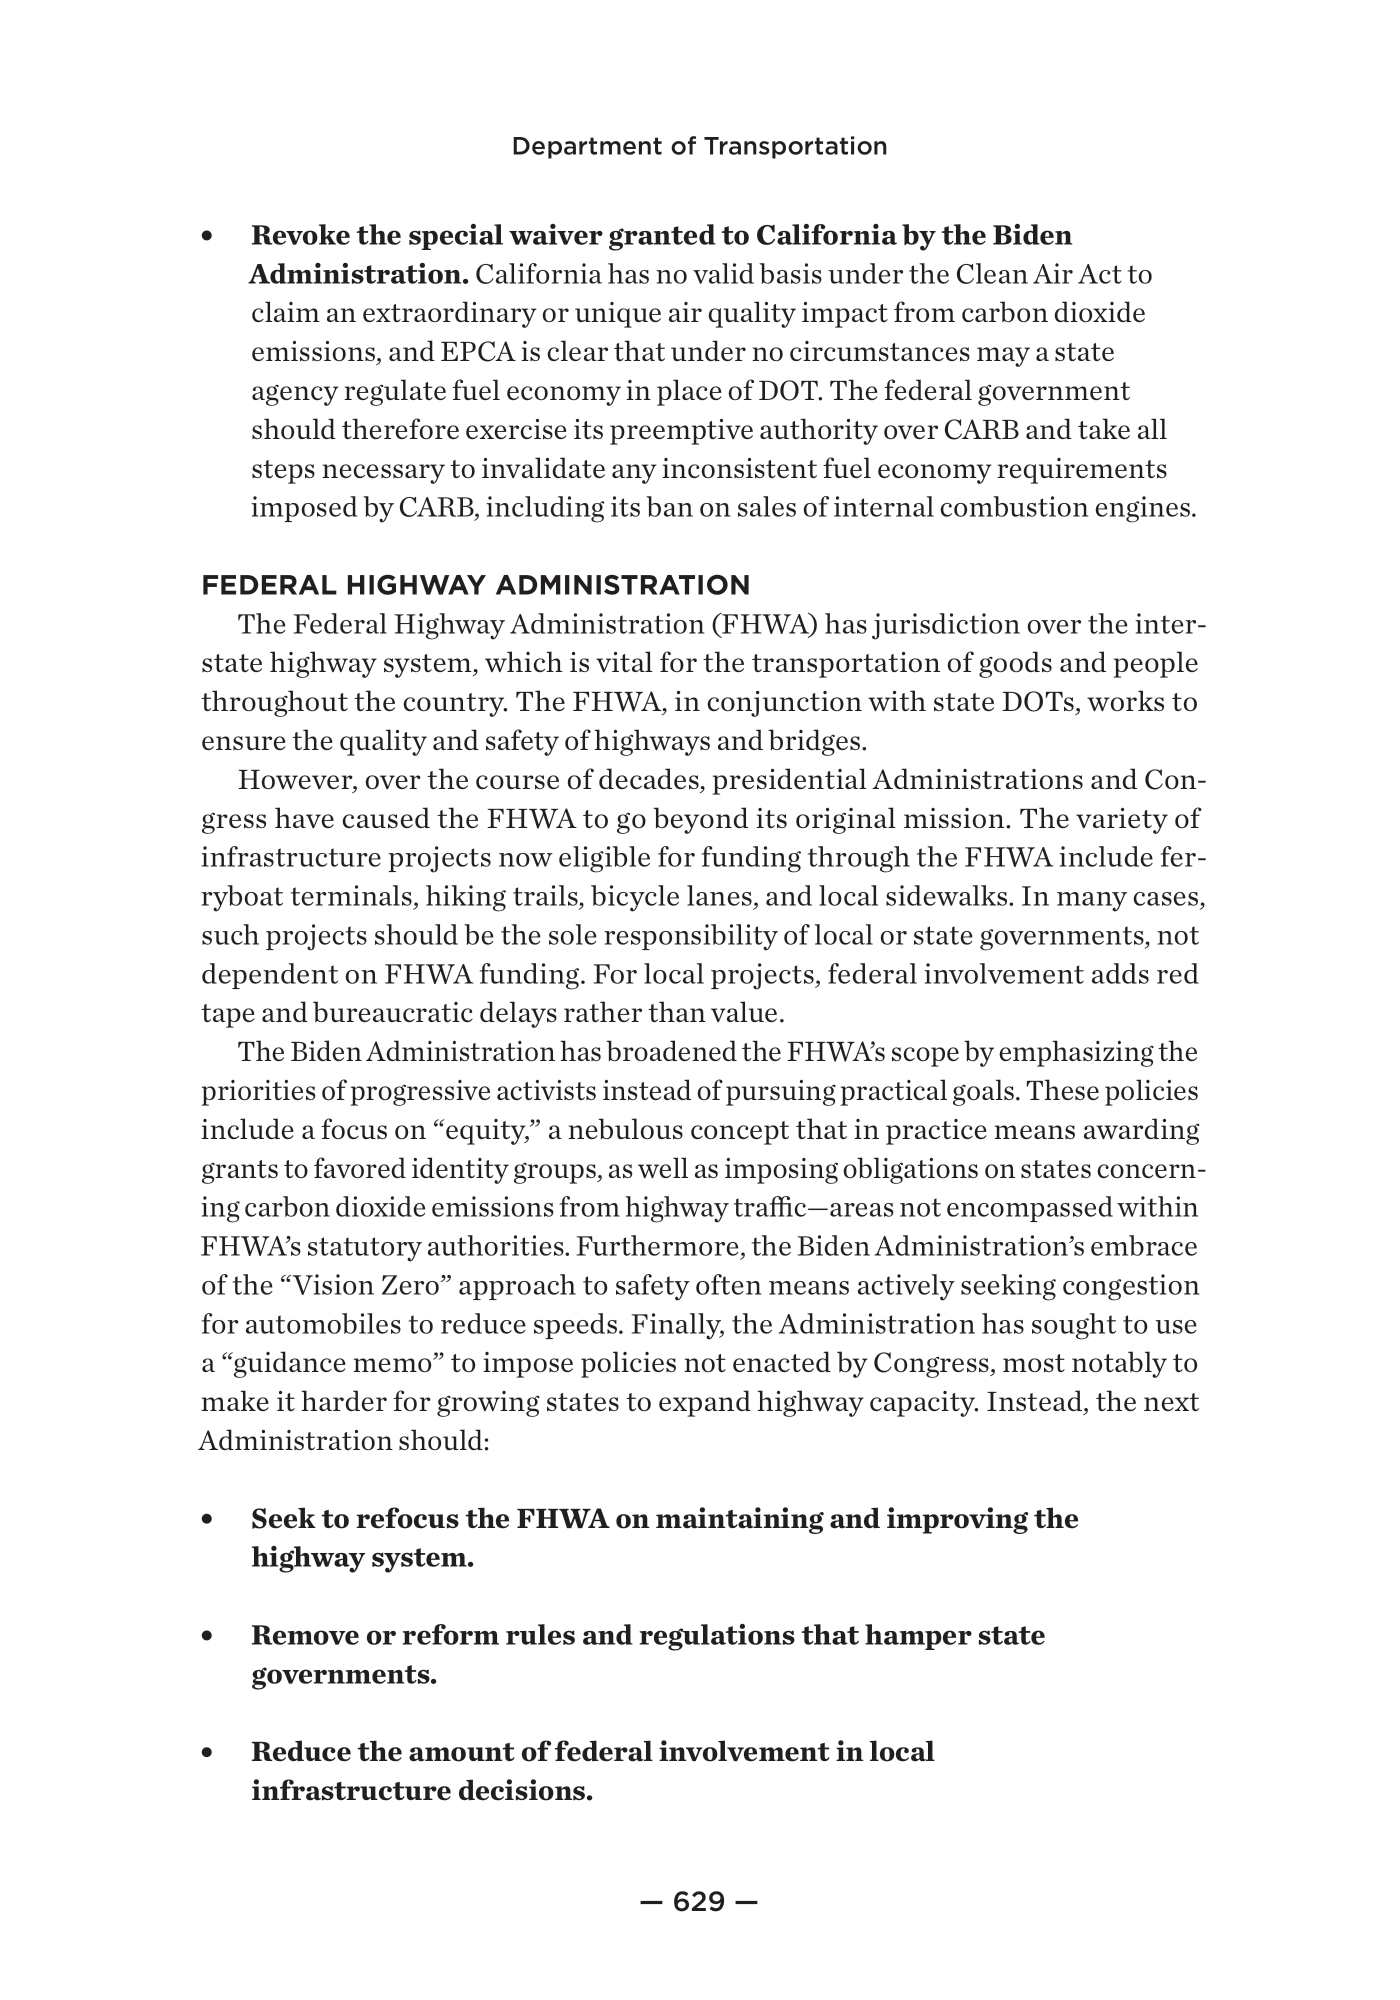 Department of Transportation
• Revoke the special waiver granted to California by the Biden
Administration. California has no valid basis under the Clean Air Act to
claim an extraordinary or unique air quality impact from carbon dioxide
emissions, and EPCA is clear that under no circumstances may a state
agency regulate fuel economy in place of DOT. The federal government
should therefore exercise its preemptive authority over CARB and take all
steps necessary to invalidate any inconsistent fuel economy requirements
imposed by CARB, including its ban on sales of internal combustion engines.
FEDERAL HIGHWAY ADMINISTRATION
The Federal Highway Administration (FHWA) has jurisdiction over the inter-
state highway system, which is vital for the transportation of goods and people
throughout the country. The FHWA, in conjunction with state DOTs, works to
ensure the quality and safety of highways and bridges.
However, over the course of decades, presidential Administrations and Con-
gress have caused the FHWA to go beyond its original mission. The variety of
infrastructure projects now eligible for funding through the FHWA include fer-
ryboat terminals, hiking trails, bicycle lanes, and local sidewalks. In many cases,
such projects should be the sole responsibility of local or state governments, not
dependent on FHWA funding. For local projects, federal involvement adds red
tape and bureaucratic delays rather than value.
The Biden Administration has broadened the FHWA’s scope by emphasizing the
priorities of progressive activists instead of pursuing practical goals. These policies
include a focus on “equity,” a nebulous concept that in practice means awarding
grants to favored identity groups, as well as imposing obligations on states concern-
ing carbon dioxide emissions from highway traffic—areas not encompassed within
FHWA’s statutory authorities. Furthermore, the Biden Administration’s embrace
of the “Vision Zero” approach to safety often means actively seeking congestion
for automobiles to reduce speeds. Finally, the Administration has sought to use
a “guidance memo” to impose policies not enacted by Congress, most notably to
make it harder for growing states to expand highway capacity. Instead, the next
Administration should:
• Seek to refocus the FHWA on maintaining and improving the
highway system.
• Remove or reform rules and regulations that hamper state
governments.
• Reduce the amount of federal involvement in local
infrastructure decisions.
— 629 —